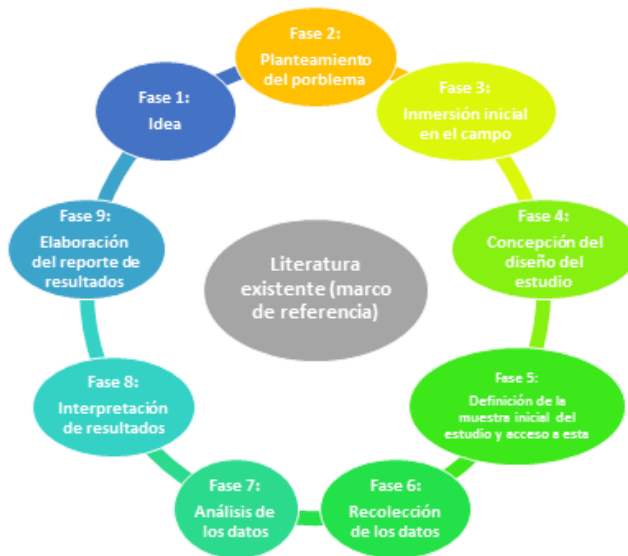 Fase 1:
Idea
Fase 2:
Planteamiento
del porblema
Fase 3:
Inmersión inicial
en el campo
Fase 4:
Concepción del
diseño del
estudio
Fase 5:
Definición de la
muestra inicial del
estudio y acceso a esta
Fase 6:
Recolección
de los datos
Fase 7:
Análisis de
los datos
Fase 8:
Interpretación
de resultados
Fase 9:
Elaboración
del reporte de
resultados
Literatura
existente (marco
de referencia)